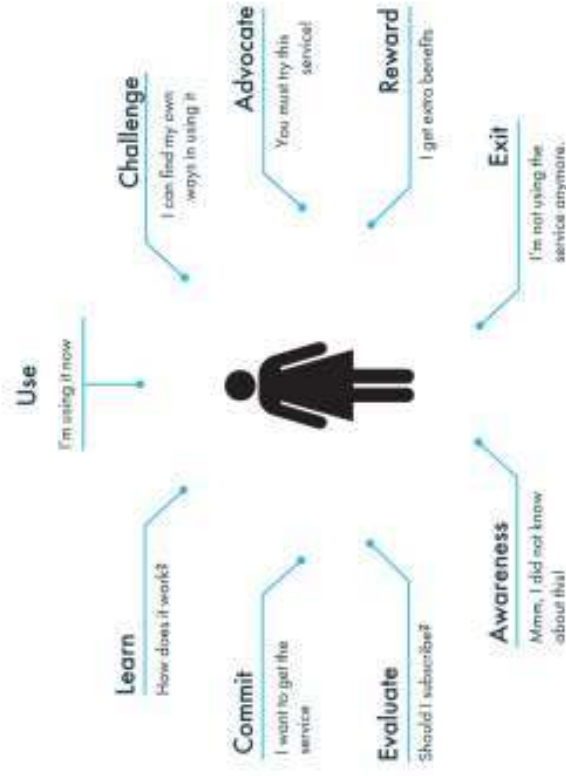 Use
I'm using it now
Challenge
I can find my own
ways in using it
Advocate
You must try this
service!
Reward
I get extra benefits
Exit
I'm not using the
service anymore.
Awareness
Mmm, I did not know
about this!
Evaluate
Should I subscribe?
Commit
I want to get the
service
Learn
How does it work?